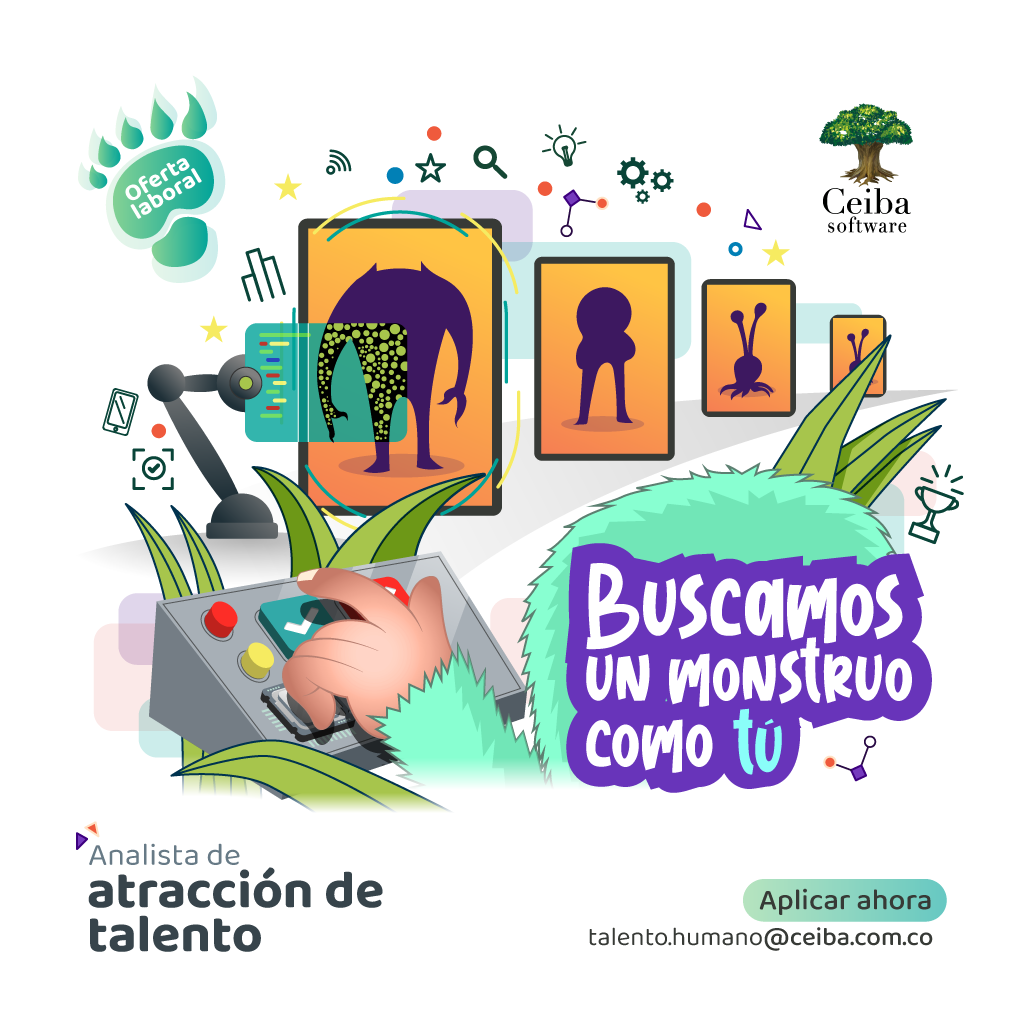 Oferta
laboral
Ceiba
software
Buscamos
un monstruo
como tú
Analista de
atracción de
talento
Aplicar ahora
talento.humano@ceiba.com.co